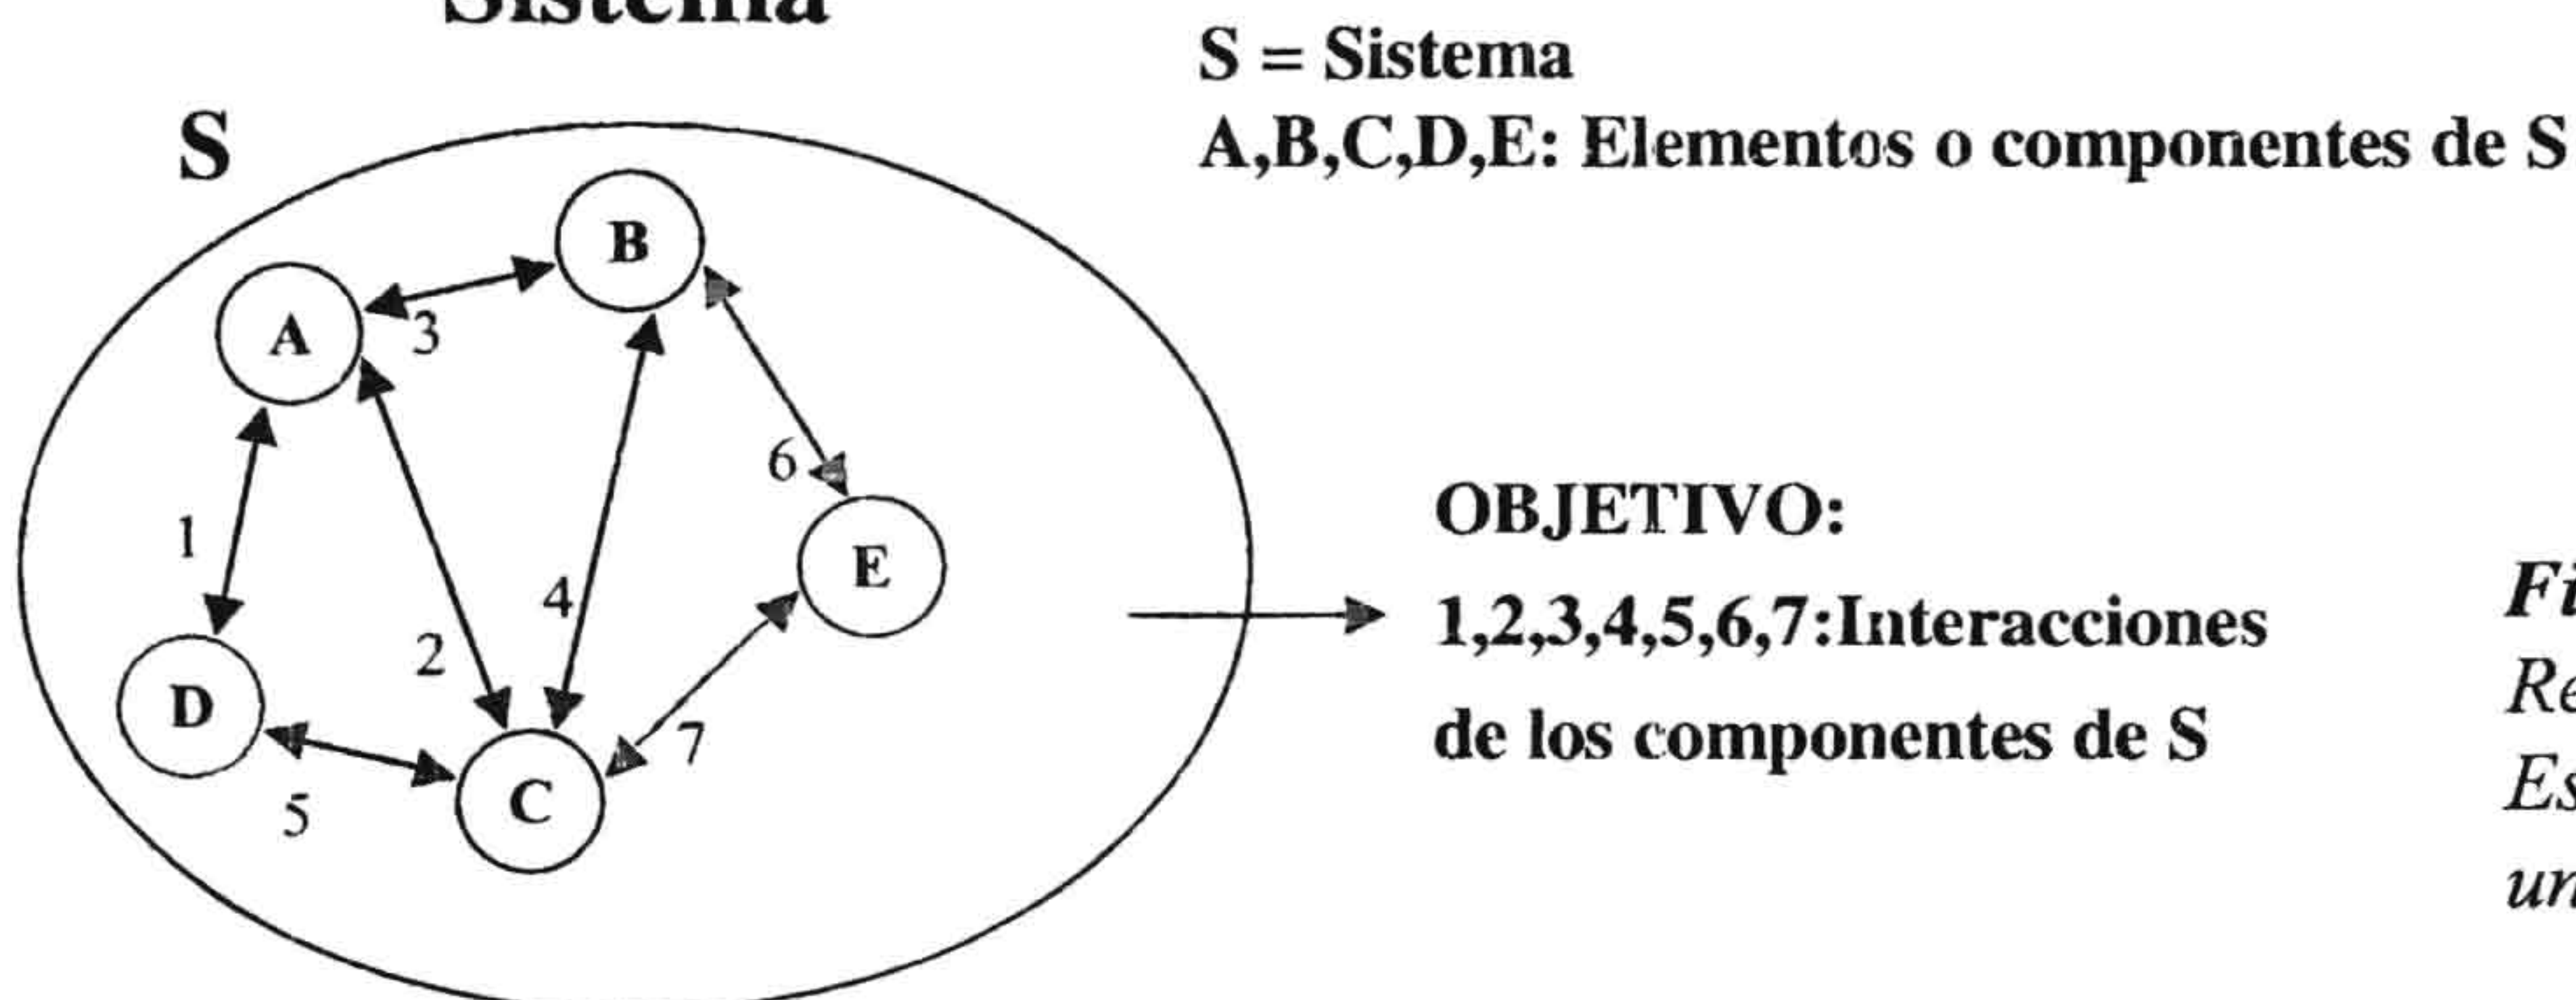 Sistema
S = Sistema
A,B,C,D,E: Elementos o componentes de S
S
B
A
3
6
1
E
4
2
D
7
5
C
OBJETIVO:
1,2,3,4,5,6,7:Interacciones
de los componentes de S